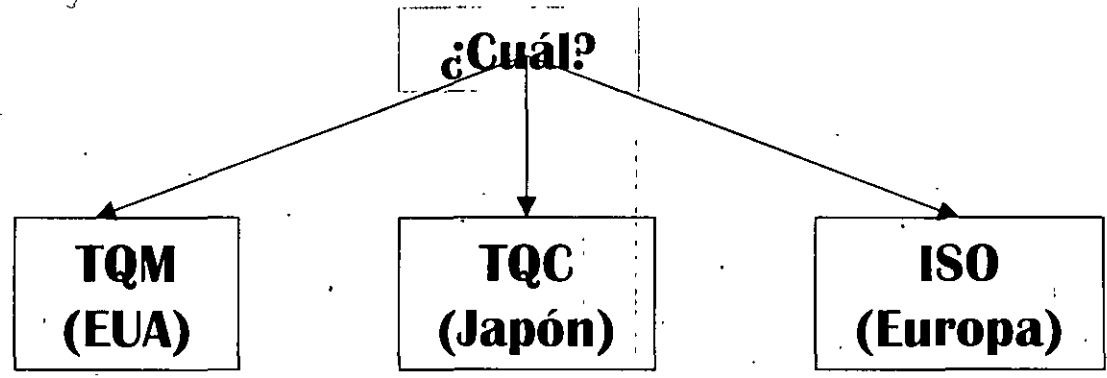 ¿Cuál?
TQM
(EUA)
TQC
(Japón)
ISO
(Europa)